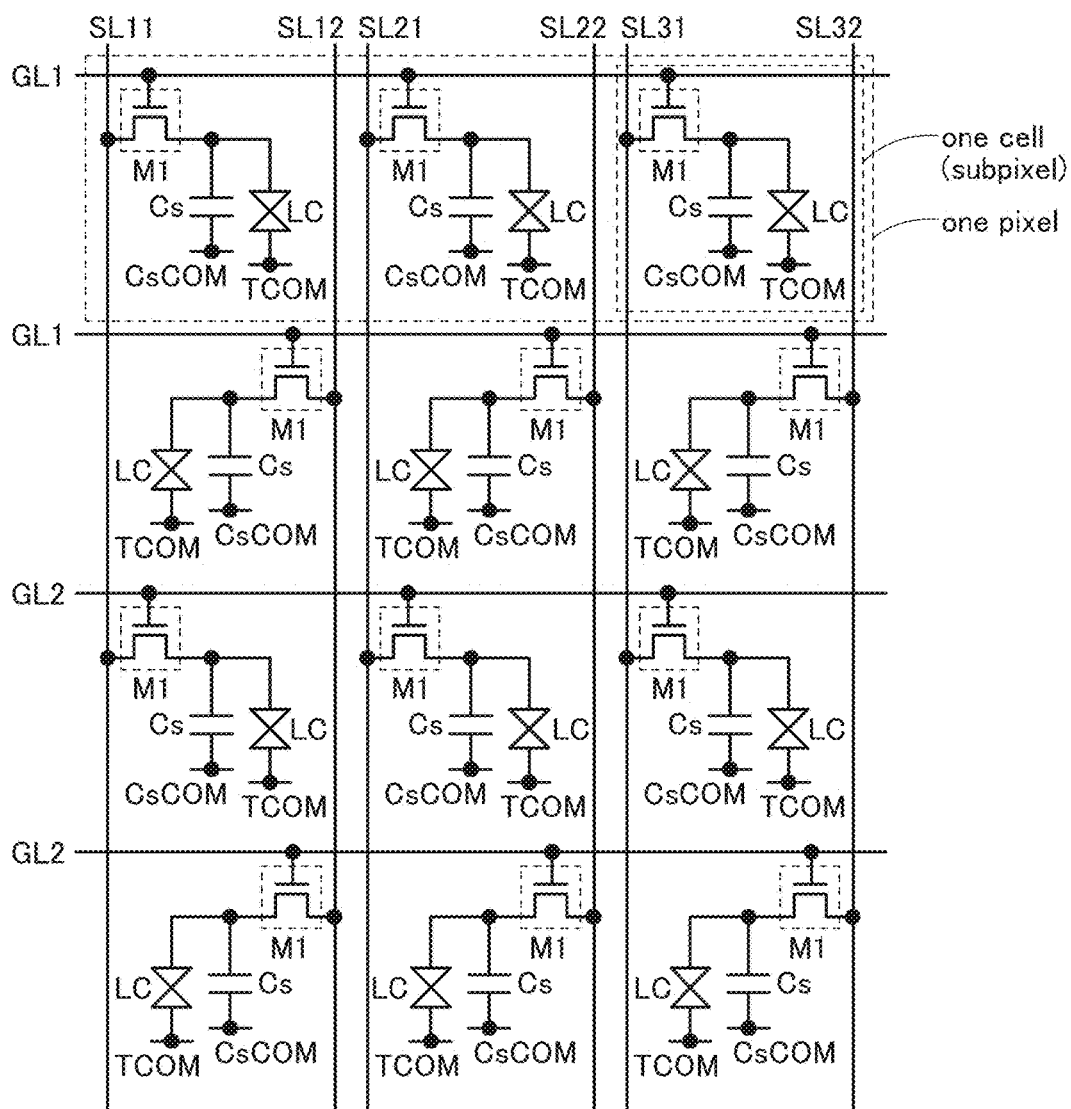 SL11 SL12 SL21 SL22 SL31 SL32
GL1
M1 M1 M1
one cell
(subpixel)
Cs LC Cs LC Cs LC
one pixel
CsCOM CsCOM CsCOM
TCOM TCOM TCOM
GL1
M1 M1 M1
LC Cs LC Cs LC Cs
CsCOM CsCOM CsCOM
TCOM TCOM TCOM
GL2
M1 M1 M1
Cs LC Cs LC Cs LC
CsCOM CsCOM CsCOM
TCOM TCOM TCOM
GL2
M1 M1 M1
LC Cs LC Cs LC Cs
CsCOM CsCOM CsCOM
TCOM TCOM TCOM